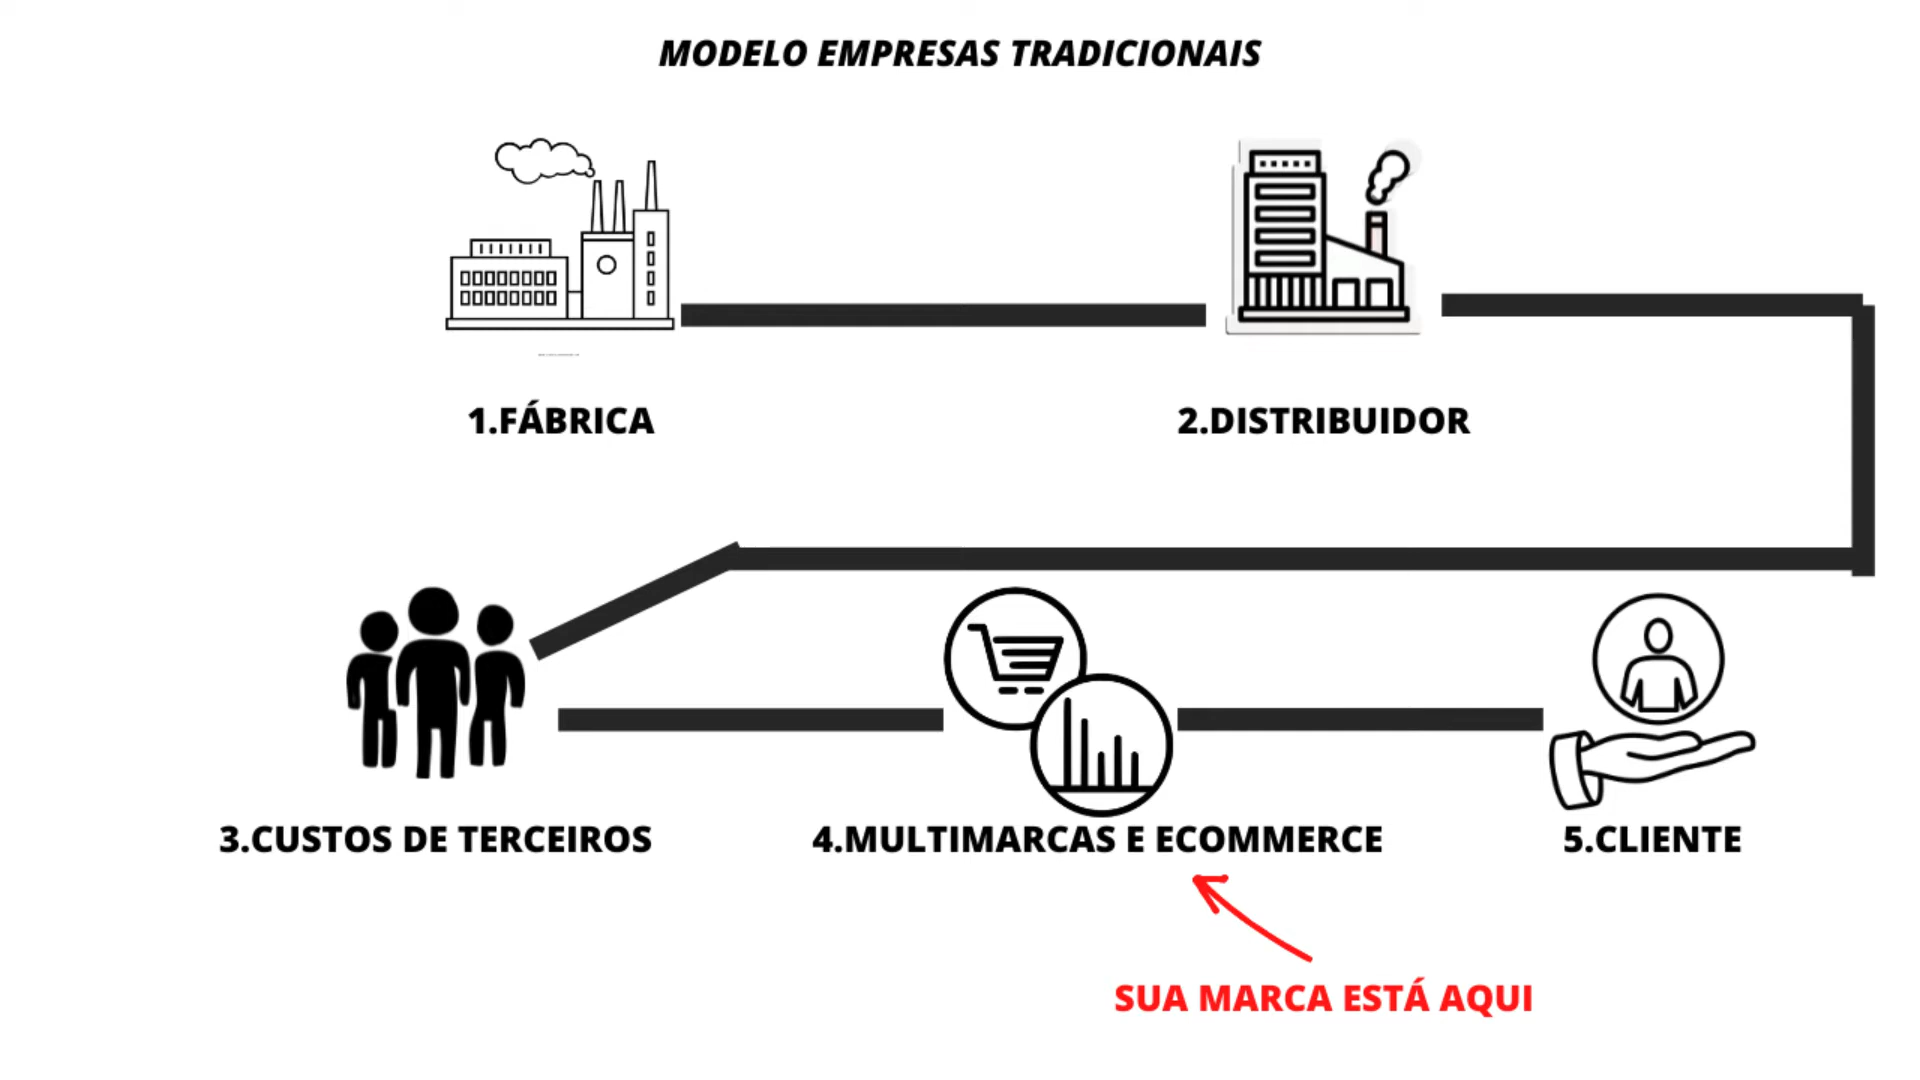 MODELO EMPRESAS TRADICIONAIS
1.FÁBRICA
2.DISTRIBUIDOR
3.CUSTOS DE TERCEIROS
4.MULTIMARCAS E ECOMMERCE
5.CLIENTE
SUA MARCA ESTÁ AQUI